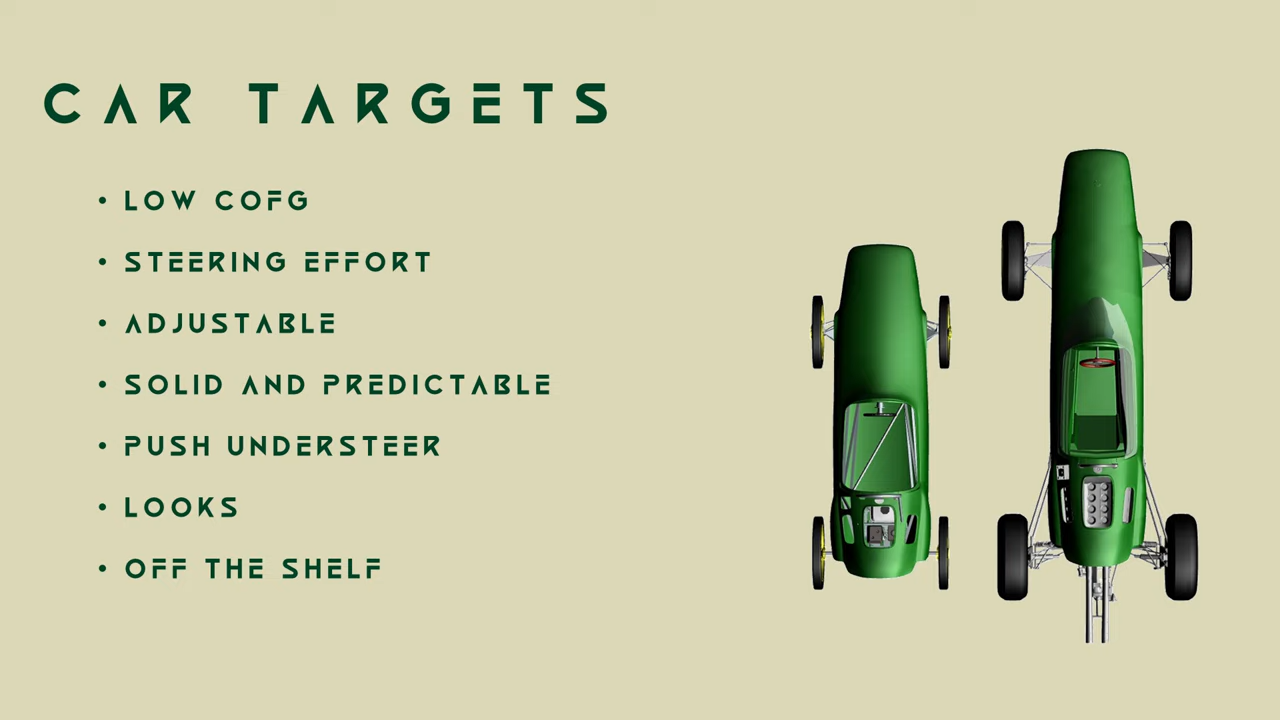 CAR TARGETS
• LOW COFG
• STEERING EFFORT
• ADJUSTABLE
• SOLID AND PREDICTABLE
• PUSH UNDERSTEER
• LOOKS
• OFF THE SHELF